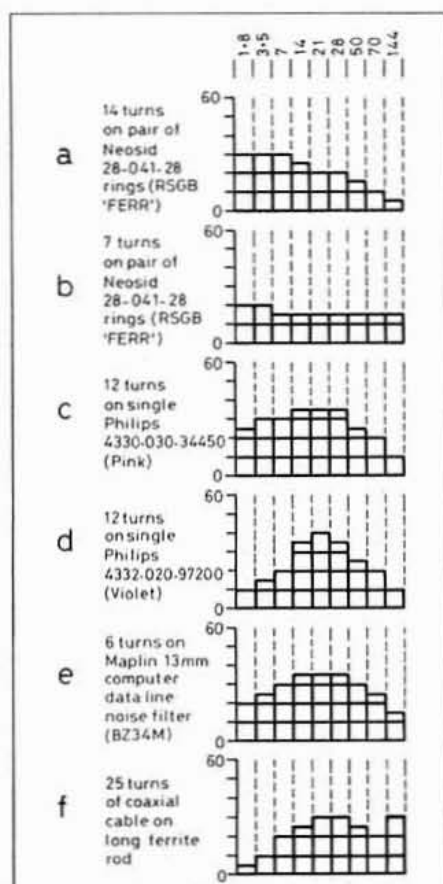 1·8 3·5 7 14 21 28 50 70 144
60
a
14 turns
on pair of
Neosid
28-041-28
rings (RSGB
'FERR')
0
60
b
7 turns
on pair of
Neosid
28-041-28
rings (RSGB
'FERR')
0
60
c
12 turns
on single
Philips
4330-030-34450
(Pink)
0
60
d
12 turns
on single
Philips
4332-020-97200
(Violet)
0
60
e
6 turns on
Maplin 13mm
computer
data line
noise filter
(BZ34M)
0
60
f
25 turns
of coaxial
cable on
long ferrite
rod
0